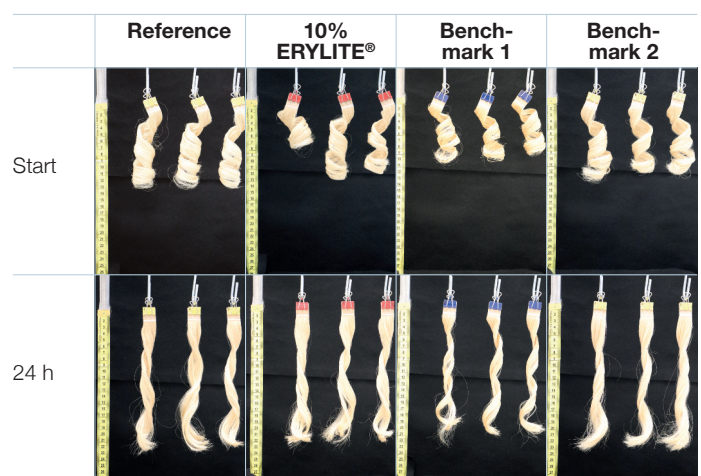 Reference
10%
ERYLITE®
Bench-
mark 1
Bench-
mark 2
Start
24 h